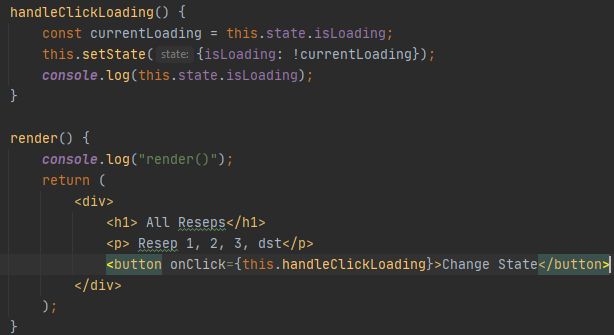 handleClickLoading() {
const currentLoading = this.state.isLoading;
this.setState( state: {isLoading: !currentLoading});
console.log(this.state.isLoading);
}
render() {
console.log("render()");
return (
<div>
<h1> All Reseps</h1>
<p> Resep 1, 2, 3, dst</p>
<button onClick={this.handleClickLoading}>Change State</button>
</div>
);
}